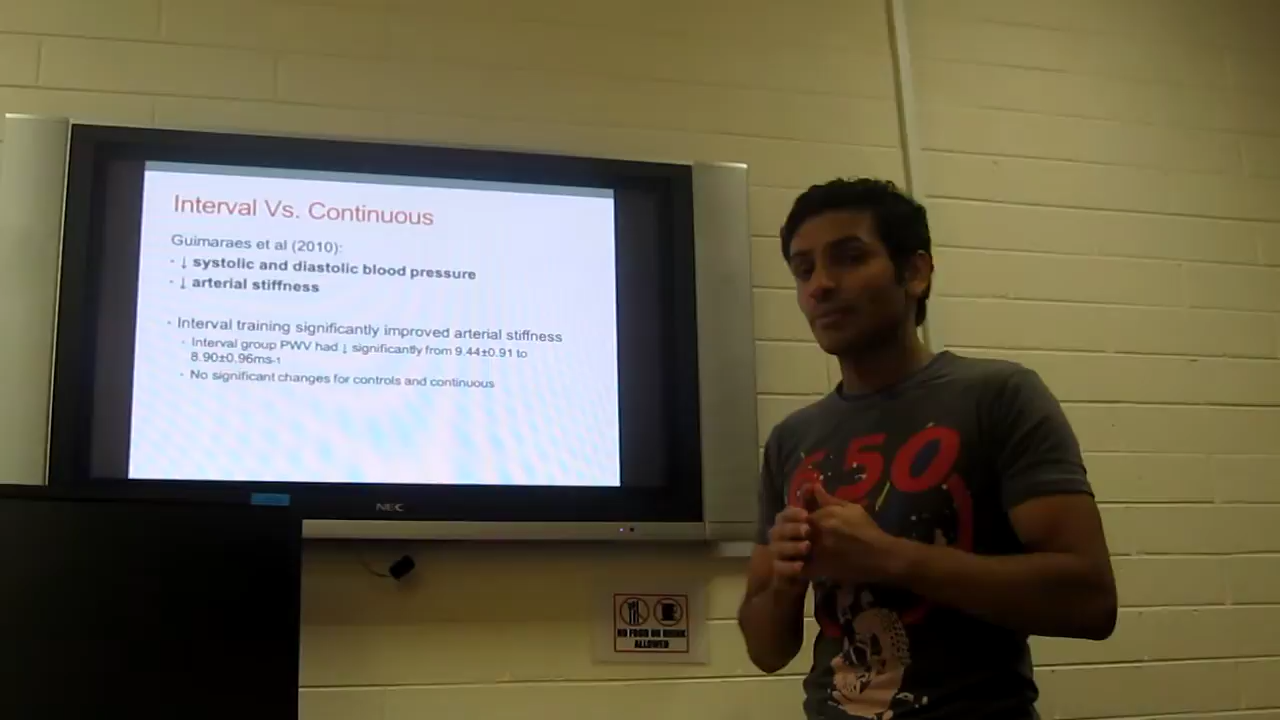 Interval Vs. Continuous
Guimaraes et al (2010):
· ↓ systolic and diastolic blood pressure
· ↓ arterial stiffness
· Interval training significantly improved arterial stiffness
· Interval group PWV had ↓ significantly from 9.44±0.91 to
8.90±0.96ms-1
· No significant changes for controls and continuous
NEC
650
NO FOOD OR DRINK
ALLOWED